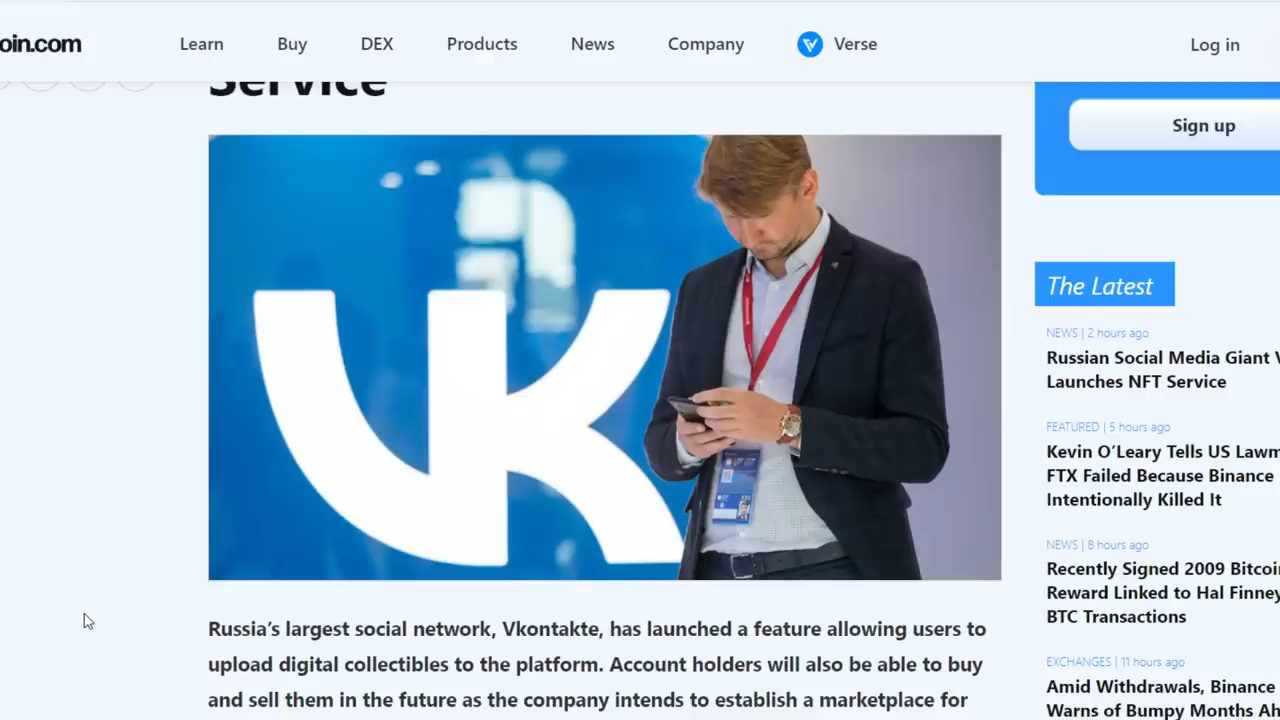 oin.com
Learn
Buy
DEX
Products
News
Company
Verse
Log in
Service
VK
Russia’s largest social network, Vkontakte, has launched a feature allowing users to
upload digital collectibles to the platform. Account holders will also be able to buy
and sell them in the future as the company intends to establish a marketplace for
Sign up
The Latest
NEWS | 2 hours ago
Russian Social Media Giant V
Launches NFT Service
FEATURED | 5 hours ago
Kevin O’Leary Tells US Lawm
FTX Failed Because Binance
Intentionally Killed It
NEWS | 8 hours ago
Recently Signed 2009 Bitcoin
Reward Linked to Hal Finney
BTC Transactions
EXCHANGES | 11 hours ago
Amid Withdrawals, Binance
Warns of Bumpy Months Ah